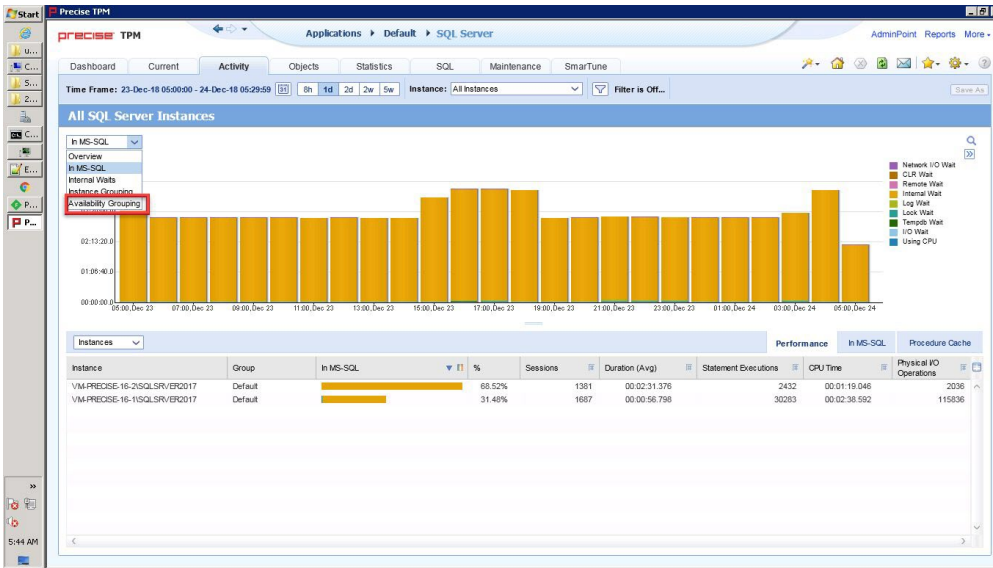 Start
Precise TPM
precise TPM
Applications Default SQL Server
AdminPoint Reports More
Dashboard Current Activity Objects Statistics SQL Maintenance SmarTune
Time Frame: 23-Dec-18 05:00:00 - 24-Dec-18 05:29:59 31 8h 1d 2d 2w 5w Instance: All Instances Filter is Off... Save As
All SQL Server Instances
In MS-SQL
Overview
In MS-SQL
Internal Waits
Instance Grouping
Availability Grouping
02:13:20.0
01:06:40.0
00:00:00.0
05:00,Dec 23 07:00,Dec 23 09:00,Dec 23 11:00,Dec 23 13:00,Dec 23 15:00,Dec 23 17:00,Dec 23 19:00,Dec 23 21:00,Dec 23 23:00,Dec 23 01:00,Dec 24 03:00,Dec 24 05:00,Dec 24
Network I/O Wait
CLR Wait
Remote Wait
Internal Wait
Log Wait
Lock Wait
Tempdb Wait
I/O Wait
Using CPU
Instances
Performance In MS-SQL Procedure Cache
Instance Group In MS-SQL % Sessions Duration (Avg) Statement Executions CPU Time Physical I/O Operations
VM-PRECISE-16-2\SQLSRVER2017 Default 68.52% 1381 00:02:31.376 2432 00:01:19.046 2036
VM-PRECISE-16-1\SQLSRVER2017 Default 31.48% 1687 00:00:56.798 30283 00:02:38.592 115836
u...
C...
S...
2...
C...
E...
P...
P...
5:44 AM